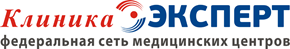 Клиника ЭКСПЕРТ
федеральная сеть медицинских центров